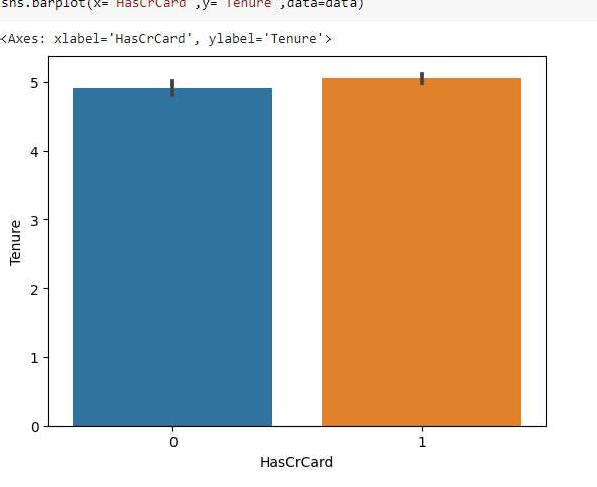 sns.barplot(x='HasCrCard',y='Tenure',data=data)
<Axes: xlabel='HasCrCard', ylabel='Tenure'>
5
4
3
2
1
0
Tenure
0
1
HasCrCard